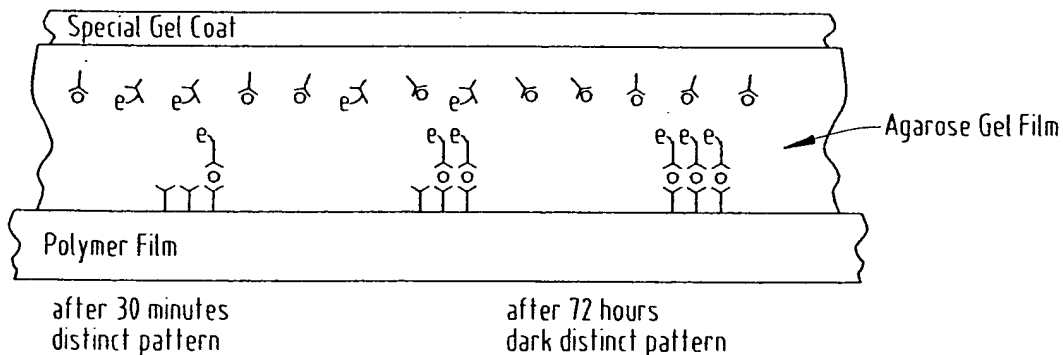 Special Gel Coat
e e e e
e e e e e e
Agarose Gel Film
Polymer Film
after 30 minutes
distinct pattern
after 72 hours
dark distinct pattern